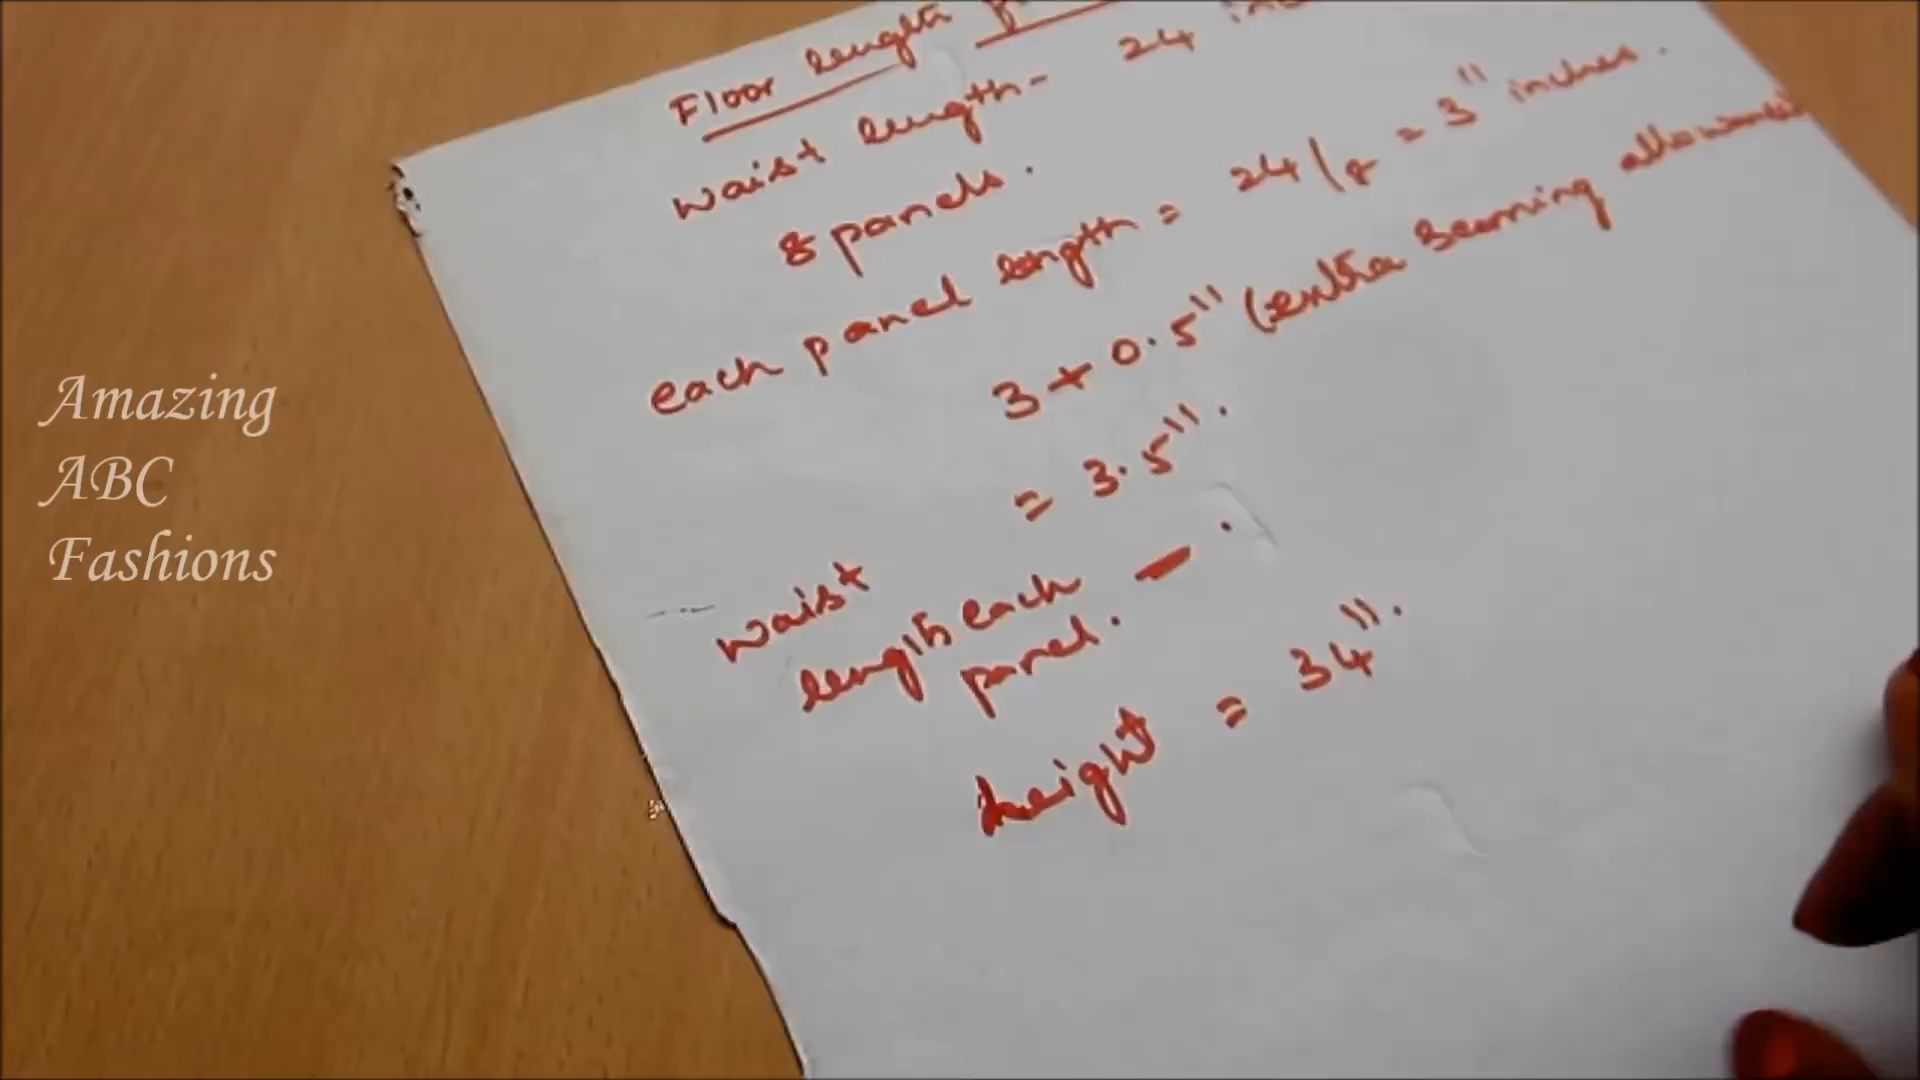 Floor length
waist length- 24
8 panels.
each panel length = 24/8 = 3" inches.
3 + 0.5" (extra seaming allowance
= 3.5".
waist
length each -
panel.
height = 34".
Amazing
ABC
Fashions